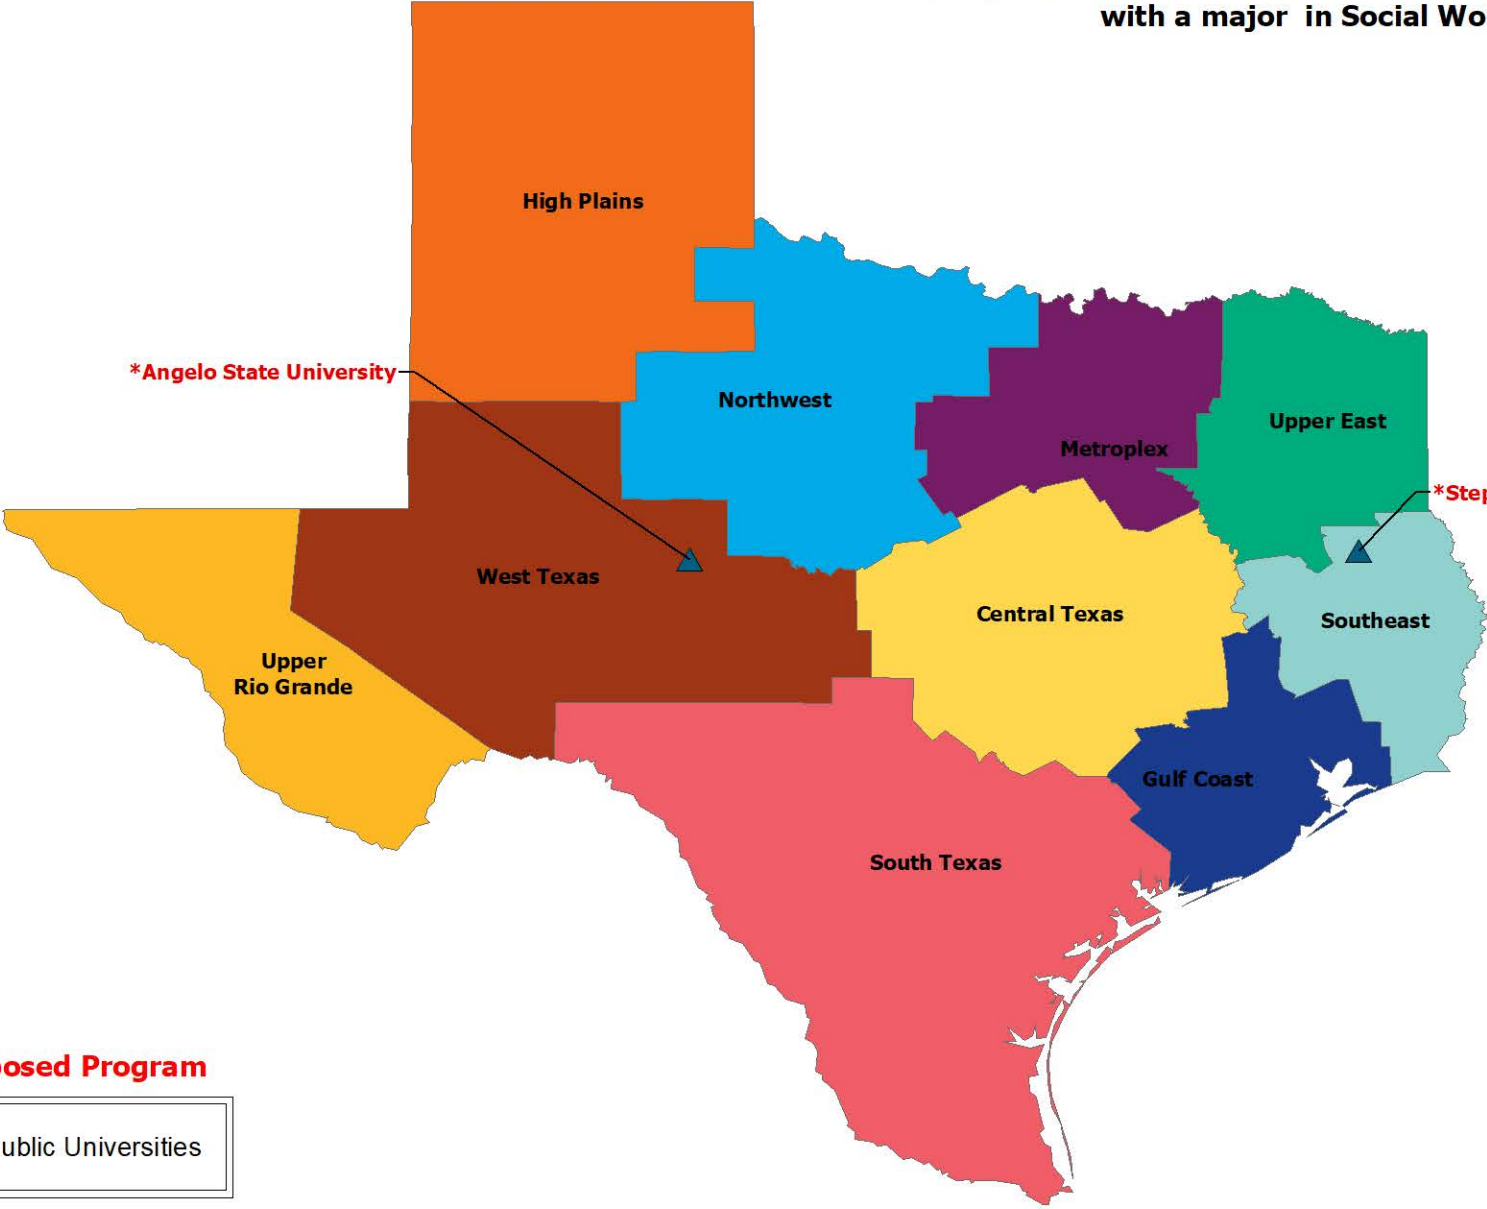 with a major in Social Wo
High Plains
*Angelo State University
Northwest
Upper East
Metroplex
*Step
West Texas
Central Texas
Southeast
Upper
Rio Grande
Gulf Coast
South Texas
posed Program
ublic Universities